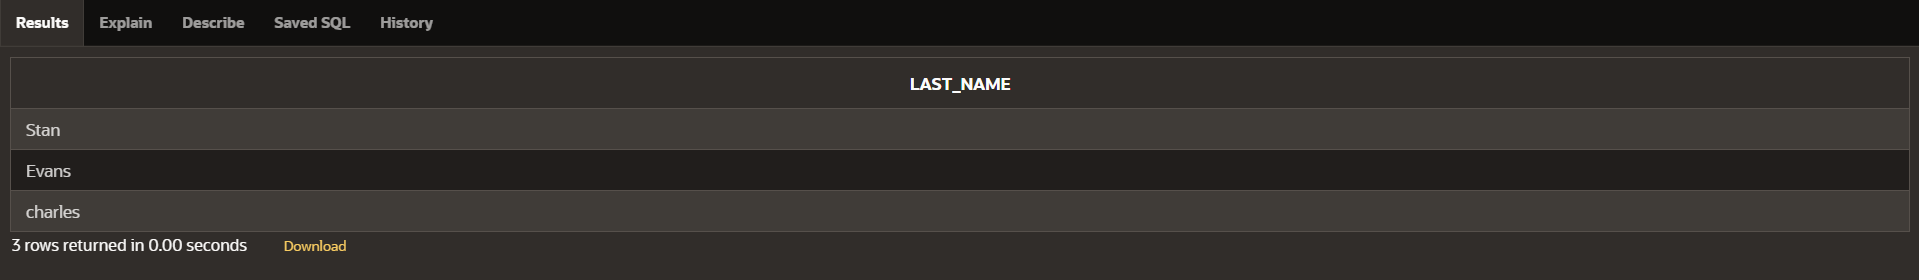 Results Explain Describe Saved SQL History
LAST_NAME
Stan
Evans
charles
3 rows returned in 0.00 seconds Download